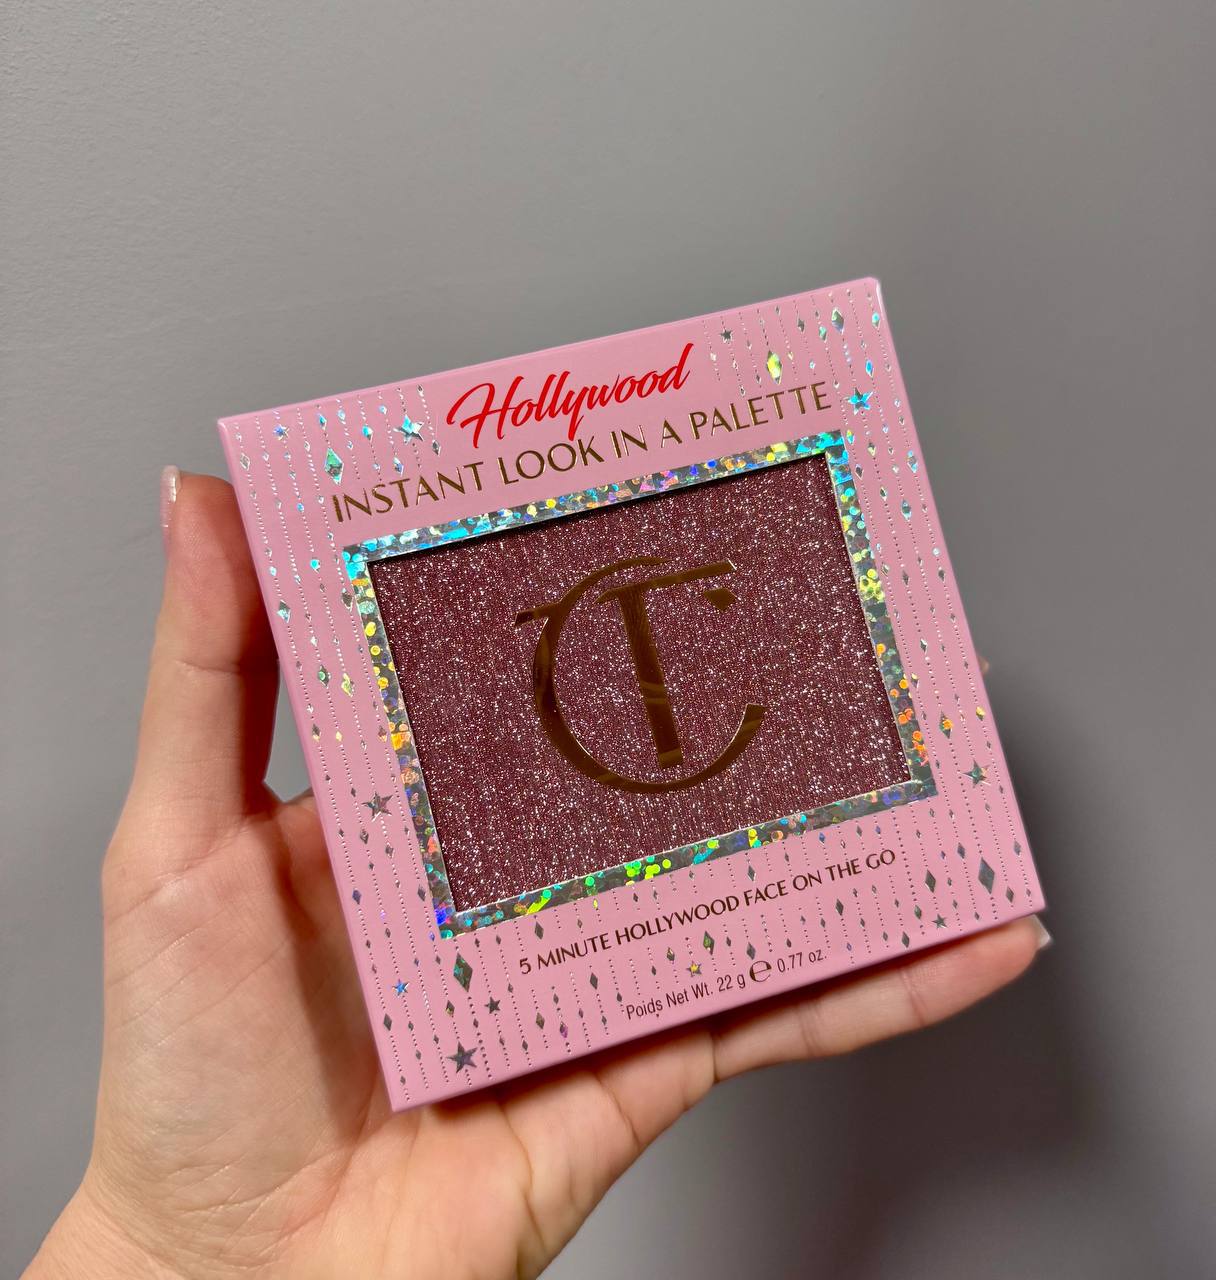 Hollywood
INSTANT LOOK IN A PALETTE
CT
5 MINUTE HOLLYWOOD FACE ON THE GO
Poids Net Wt. 22 g ℮ 0.77 oz.